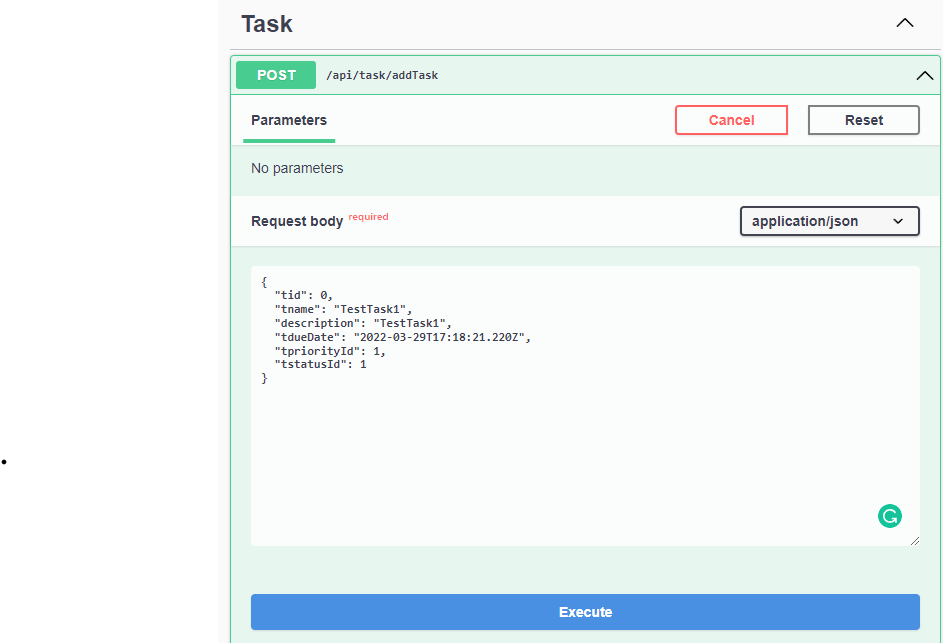 Task
POST /api/task/addTask
Parameters Cancel Reset
No parameters
Request body required application/json
{
"tid": 0,
"tname": "TestTask1",
"description": "TestTask1",
"tdueDate": "2022-03-29T17:18:21.220Z",
"tpriorityId": 1,
"tstatusId": 1
}
Execute